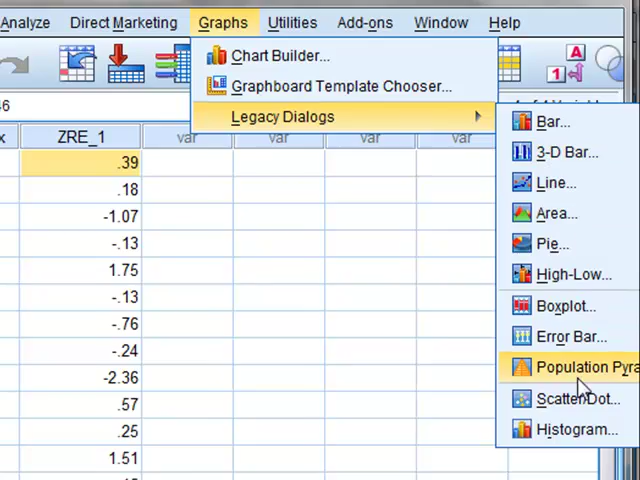 Analyze Direct Marketing Graphs Utilities Add-ons Window Help
Chart Builder...
Graphboard Template Chooser...
Legacy Dialogs
Bar...
3-D Bar...
Line...
Area...
Pie...
High-Low...
Boxplot...
Error Bar...
Population Pyra
Scatter/Dot...
Histogram...
A
1
46
x ZRE_1 var var var var
.39
.18
-1.07
-.13
1.75
-.13
-.76
-.24
-2.36
.57
.25
1.51